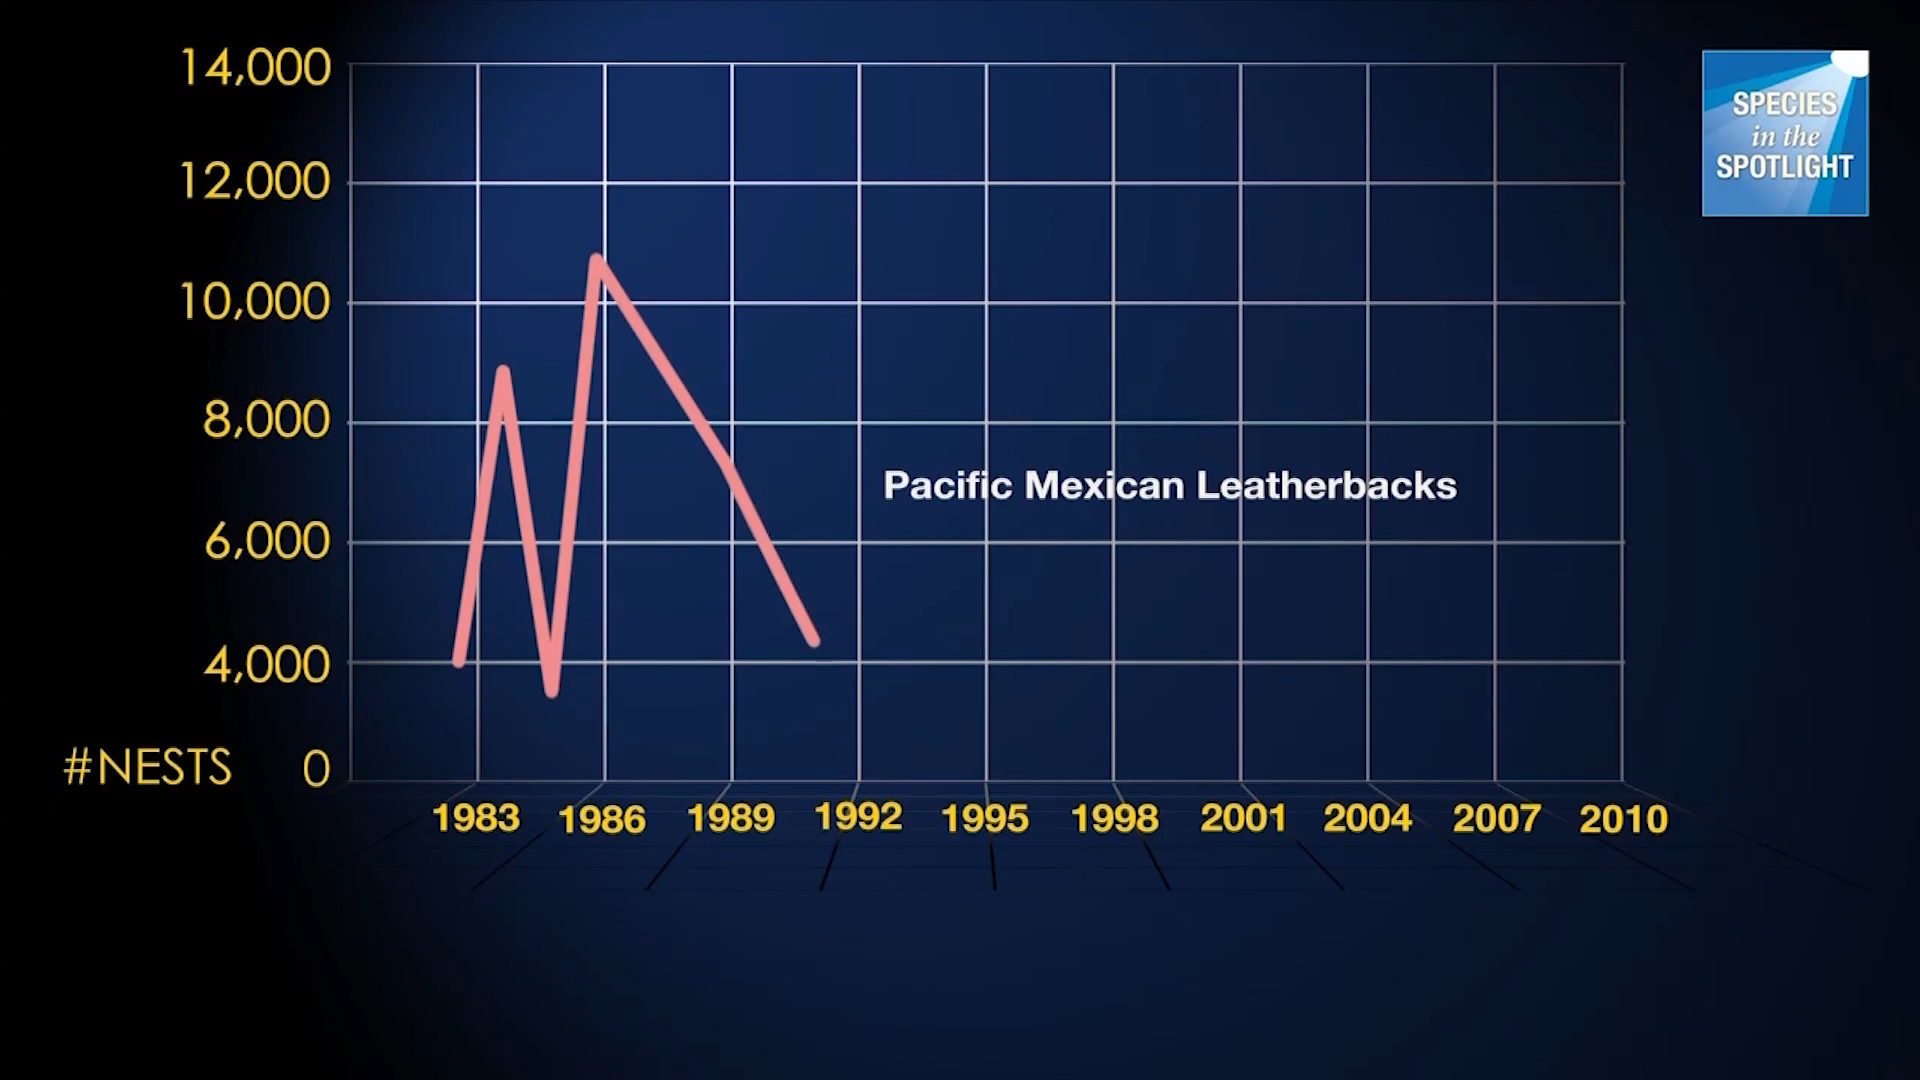 14,000
12,000
10,000
8,000
6,000
4,000
#NESTS 0
1983 1986 1989 1992 1995 1998 2001 2004 2007 2010
Pacific Mexican Leatherbacks
SPECIES
in the
SPOTLIGHT